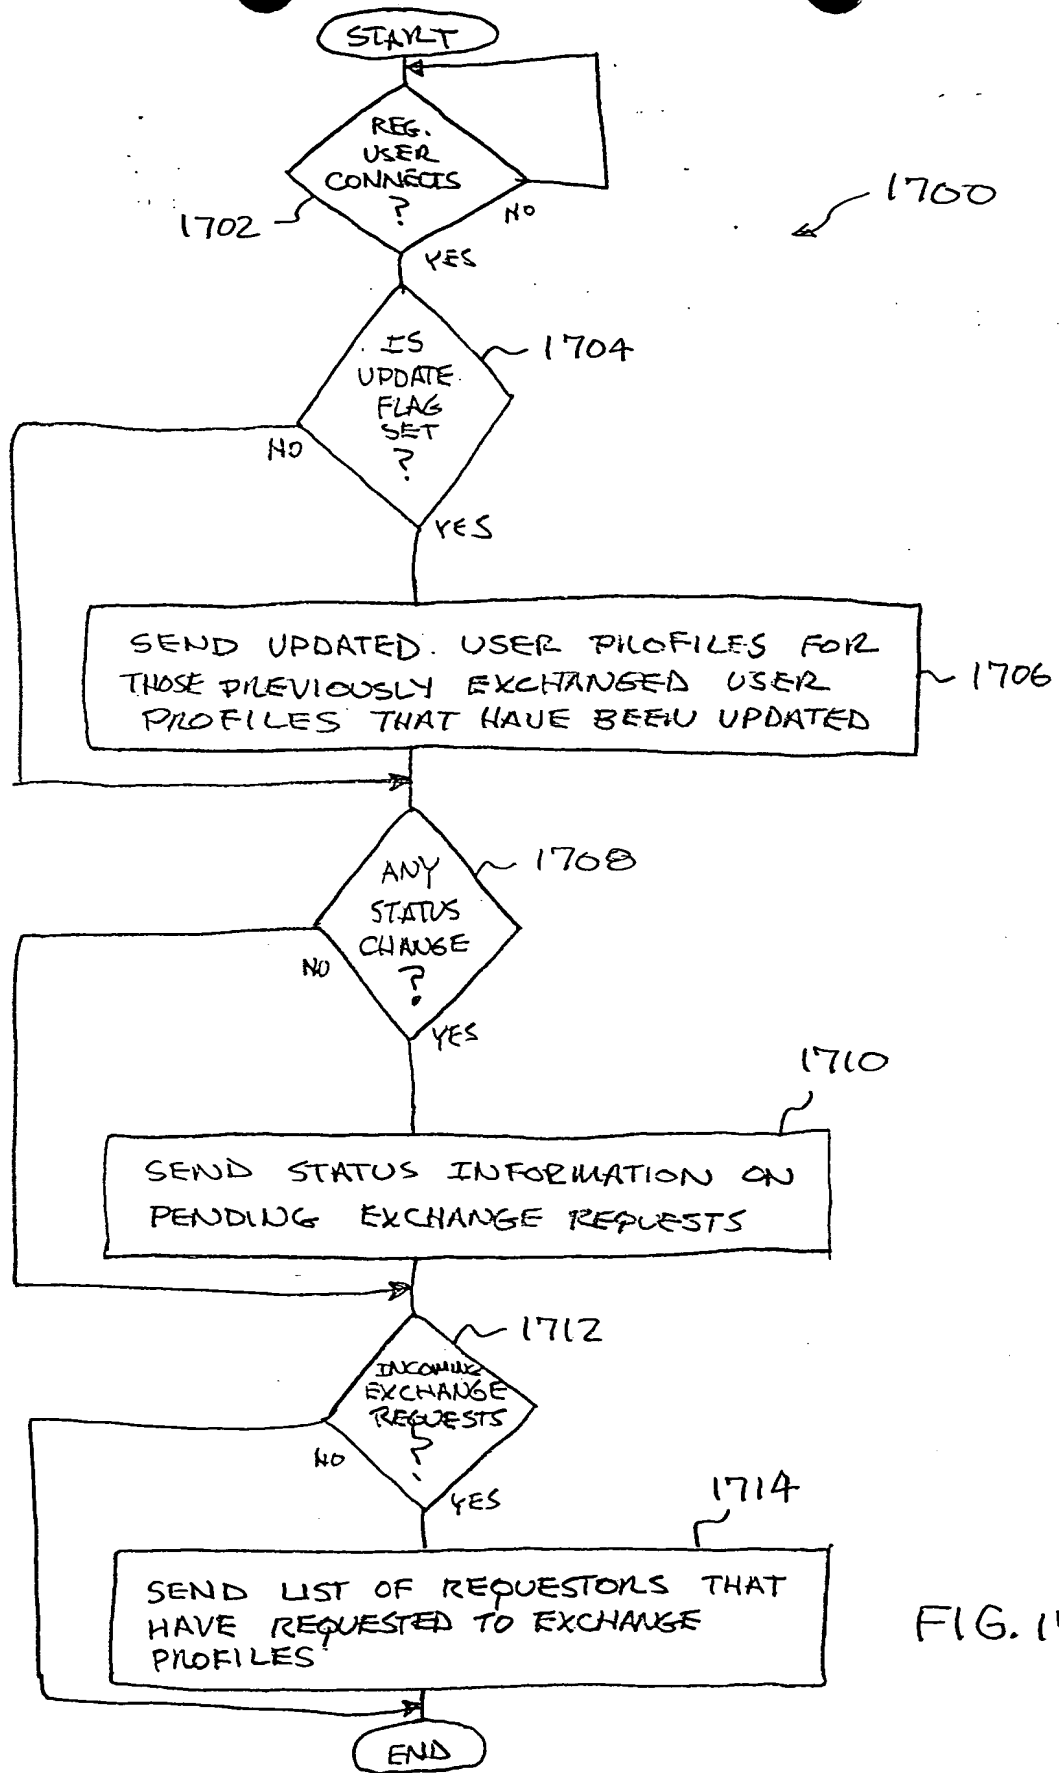 START
REG.
USER
CONNECTS
?
1702
NO
YES
1700
IS
UPDATE
FLAG
SET
?
1704
NO
YES
SEND UPDATED USER PROFILES FOR
THOSE PREVIOUSLY EXCHANGED USER
PROFILES THAT HAVE BEEN UPDATED
1706
ANY
STATUS
CHANGE
?
1708
NO
YES
1710
SEND STATUS INFORMATION ON
PENDING EXCHANGE REQUESTS
1712
INCOMING
EXCHANGE
REQUESTS
?
NO
YES
1714
SEND LIST OF REQUESTORS THAT
HAVE REQUESTED TO EXCHANGE
PROFILES
FIG. 1
END